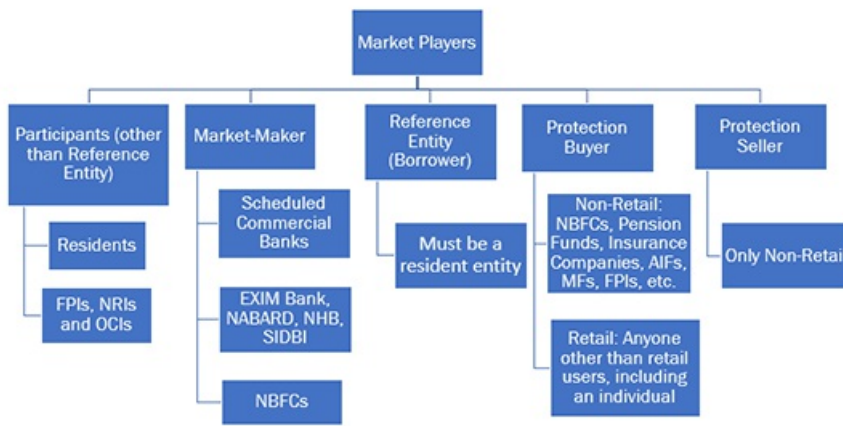 Market Players
Participants (other
than Reference
Entity)
Residents
FPIs, NRIs
and OCIs
Market-Maker
Scheduled
Commercial
Banks
EXIM Bank,
NABARD, NHB,
SIDBI
NBFCs
Reference
Entity
(Borrower)
Must be a
resident entity
Protection
Buyer
Non-Retail:
NBFCs, Pension
Funds, Insurance
Companies, AIFs,
MFs, FPIs, etc.
Retail: Anyone
other than retail
users, including
an individual
Protection
Seller
Only Non-Retail